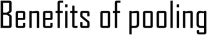 Benefits of pooling